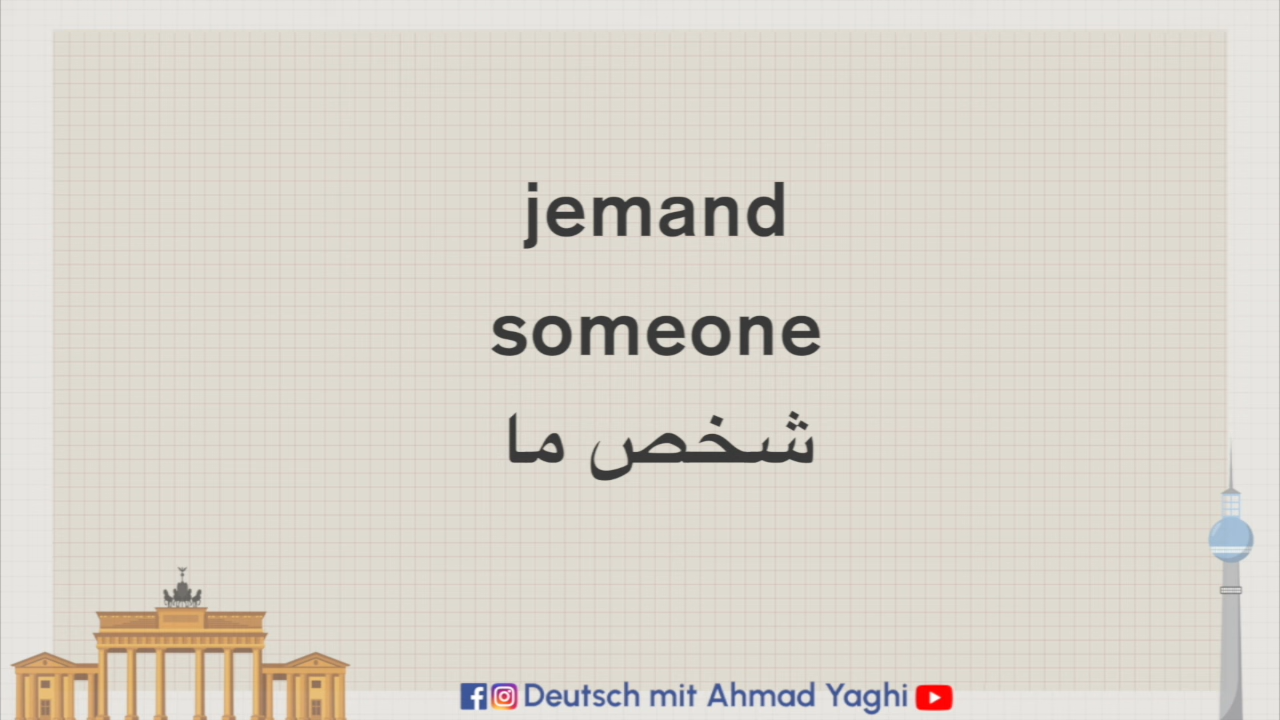 jemand
someone
شخص ما
Deutsch mit Ahmad Yaghi